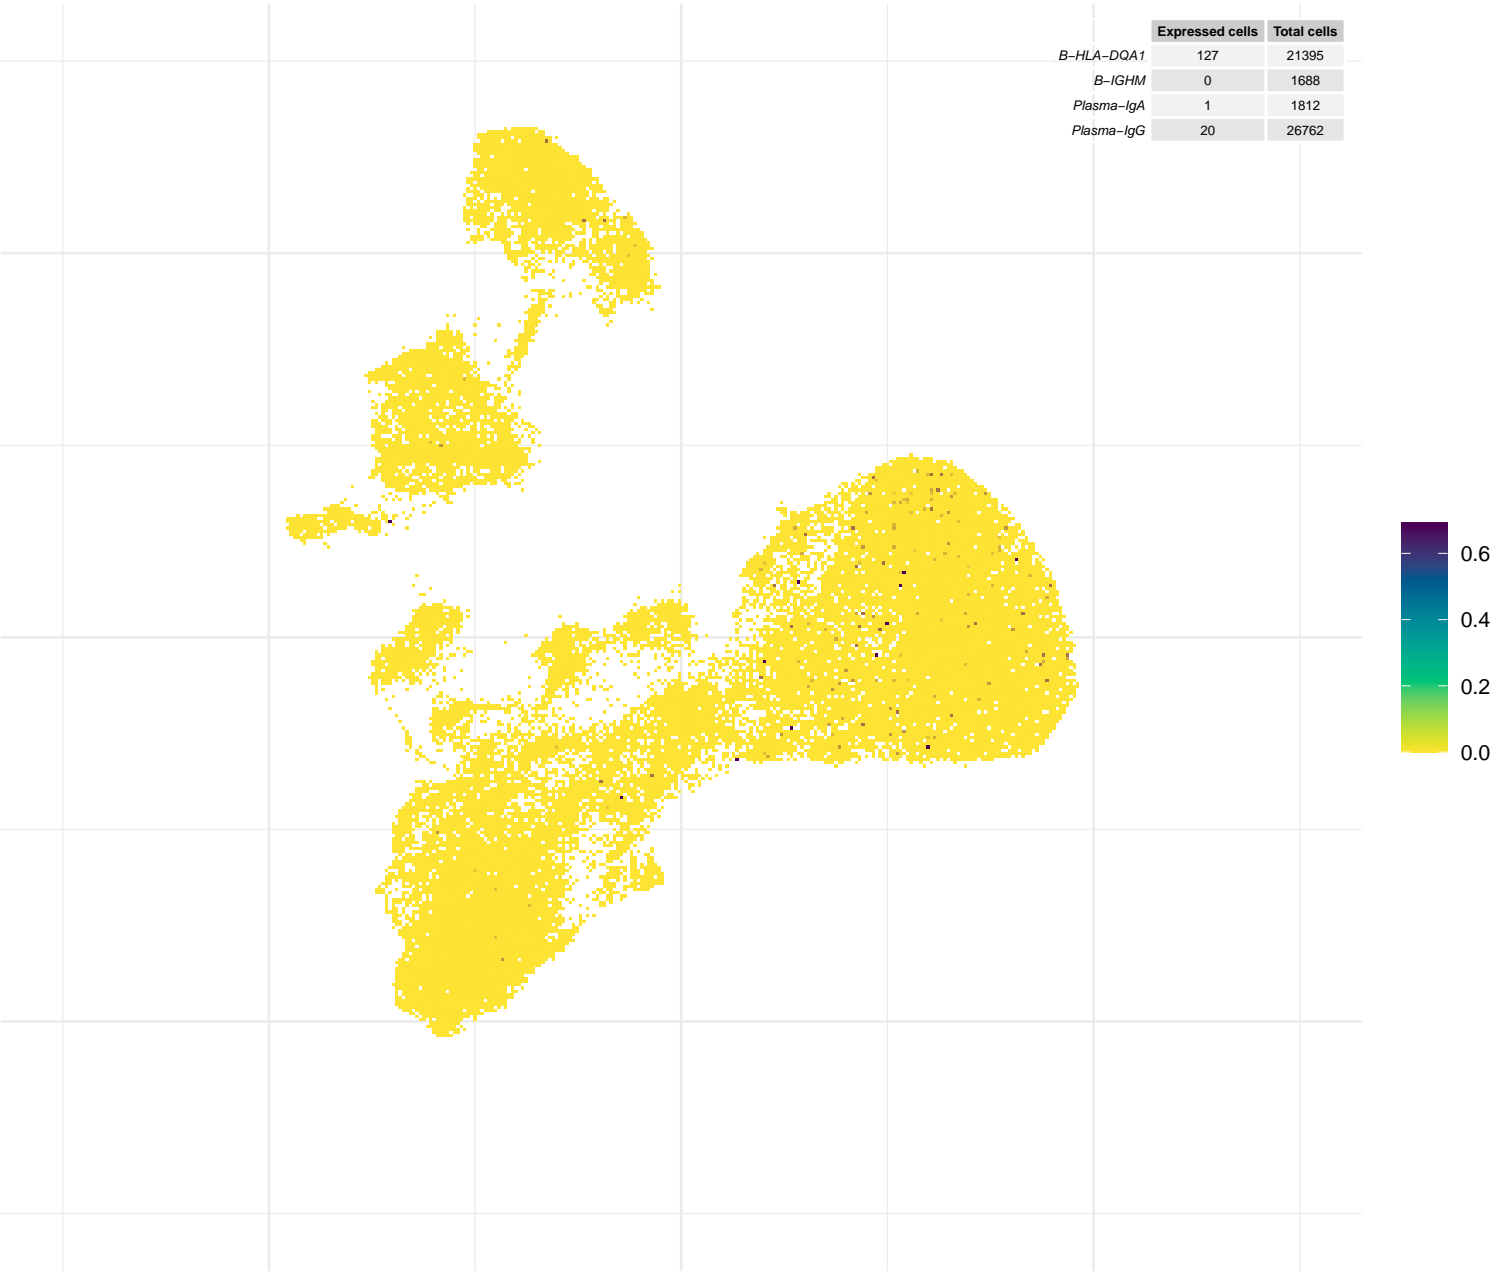 Expressed cells Total cells
B−HLA−DQA1 127 21395
B−IGHM 0 1688
Plasma−IgA 1 1812
Plasma−IgG 20 26762
0.6
0.4
0.2
0.0